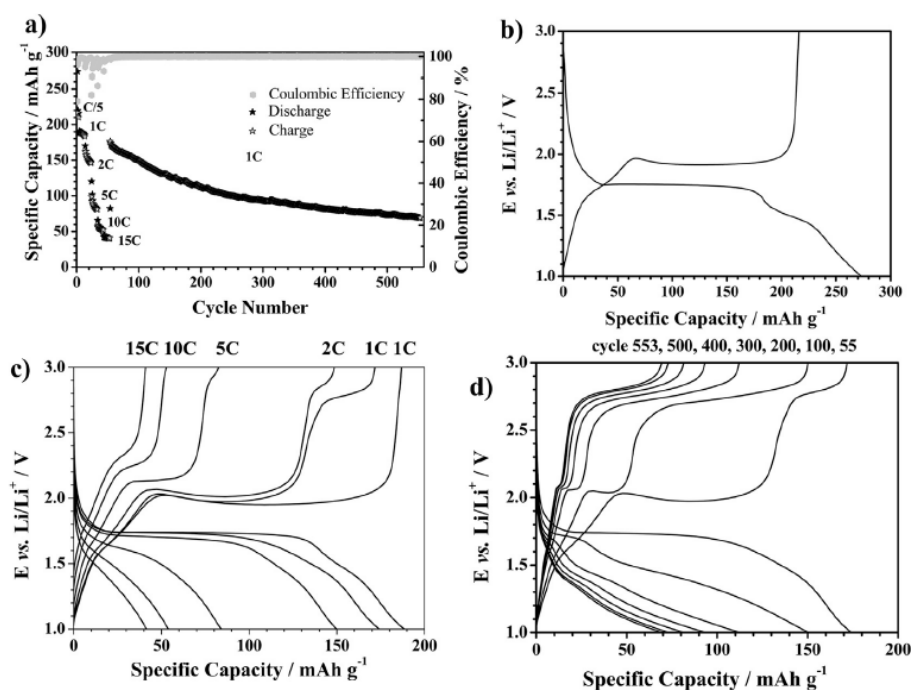 a)
Specific Capacity / mAh g⁻¹
300
250
200
150
100
50
0
C/5
1C
2C
5C
10C
15C
Coulombic Efficiency
Discharge
Charge
1C
100
80
60
40
20
0
Coulombic Efficiency / %
0 100 200 300 400 500
Cycle Number
b)
E vs. Li/Li⁺ / V
3.0
2.5
2.0
1.5
1.0
0 50 100 150 200 250 300
Specific Capacity / mAh g⁻¹
c)
15C 10C 5C 2C 1C 1C
E vs. Li/Li⁺ / V
3.0
2.5
2.0
1.5
1.0
0 50 100 150 200
Specific Capacity / mAh g⁻¹
d)
cycle 553, 500, 400, 300, 200, 100, 55
E vs. Li/Li⁺ / V
3.0
2.5
2.0
1.5
1.0
0 50 100 150 200
Specific Capacity / mAh g⁻¹